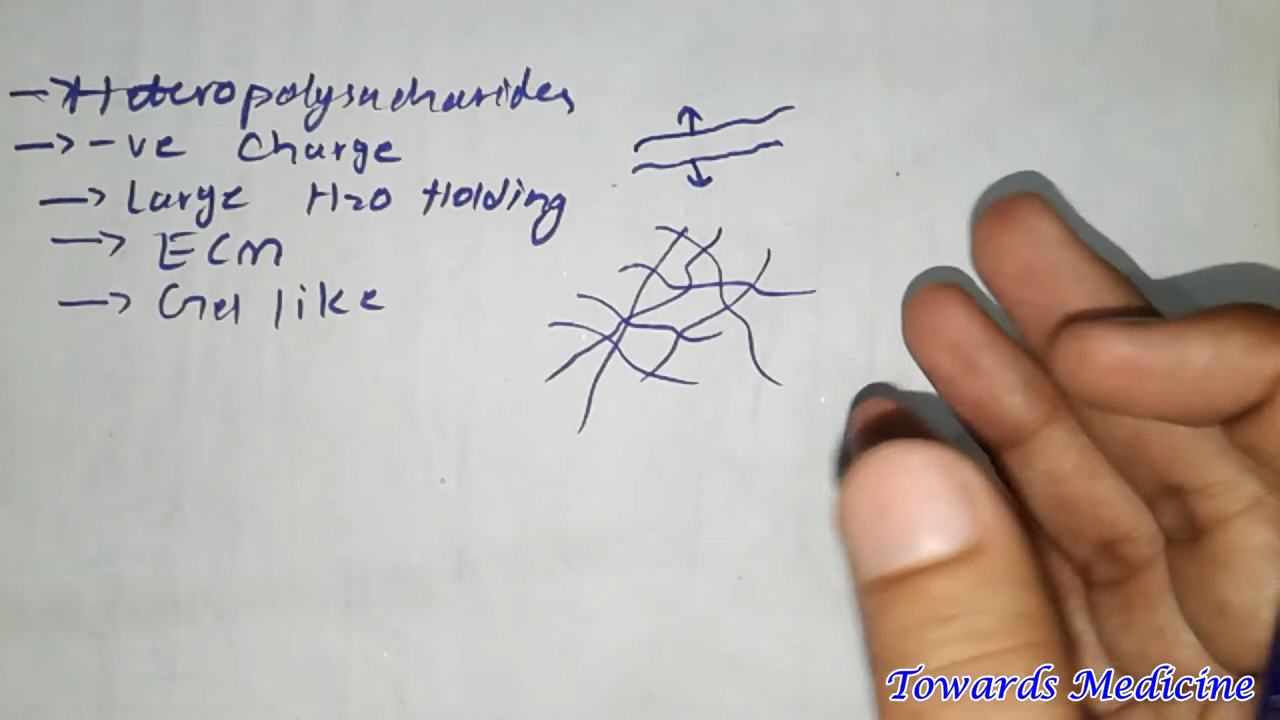 → Heteropolysaccharides
→ -ve Charge
→ Large H2O Holding
→ ECM
→ Gel like
Towards Medicine